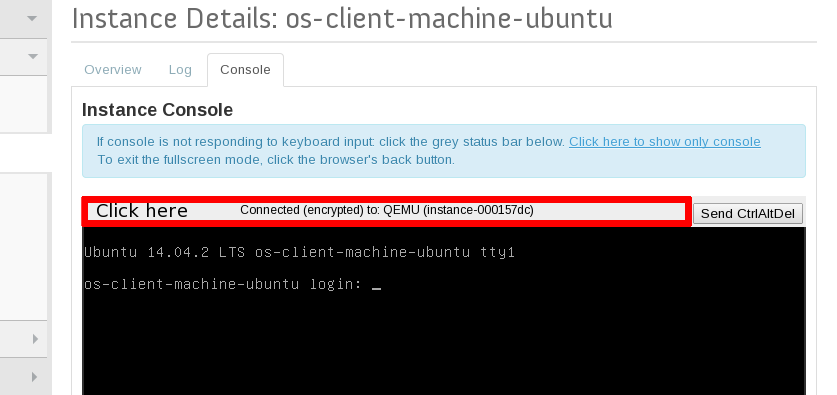 Instance Details: os-client-machine-ubuntu
Overview Log Console
Instance Console
If console is not responding to keyboard input: click the grey status bar below. Click here to show only console
To exit the fullscreen mode, click the browser's back button.
Click here Connected (encrypted) to: QEMU (instance-000157dc) Send CtrlAltDel
Ubuntu 14.04.2 LTS os-client-machine-ubuntu tty1
os-client-machine-ubuntu login: _